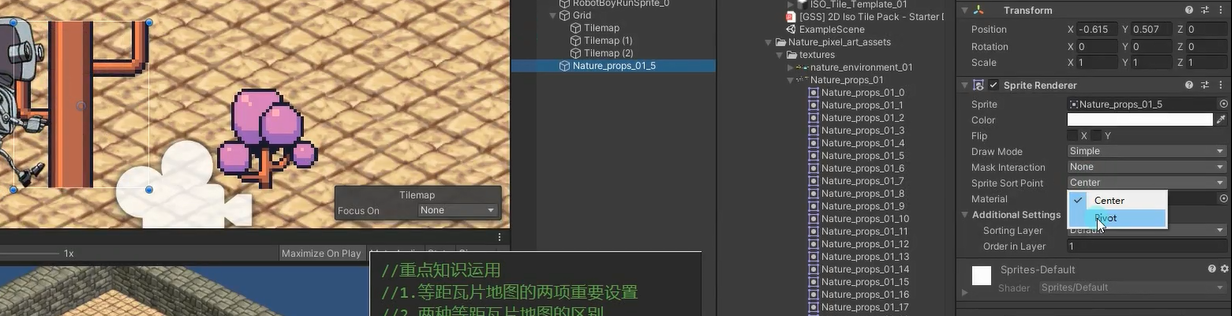 RobotBoyRunSprite_0
Grid
Tilemap
Tilemap (1)
Tilemap (2)
Nature_props_01_5
Tilemap
Focus On
None
1x
Maximize On Play
//重点知识运用
//1.等距瓦片地图的两项重要设置
//2.两种等距瓦片地图的区别
ISO_Tile_Template_01
[GSS] 2D Iso Tile Pack - Starter
ExampleScene
Nature_pixel_art_assets
textures
nature_environment_01
Nature_props_01
Nature_props_01_0
Nature_props_01_1
Nature_props_01_2
Nature_props_01_3
Nature_props_01_4
Nature_props_01_5
Nature_props_01_6
Nature_props_01_7
Nature_props_01_8
Nature_props_01_9
Nature_props_01_10
Nature_props_01_11
Nature_props_01_12
Nature_props_01_13
Nature_props_01_14
Nature_props_01_15
Nature_props_01_16
Nature_props_01_17
Transform
Position X -0.615 Y 0.507 Z 0
Rotation X 0 Y 0 Z 0
Scale X 1 Y 1 Z 1
Sprite Renderer
Sprite Nature_props_01_5
Color
Flip X Y
Draw Mode Simple
Mask Interaction None
Sprite Sort Point Center
Material
Center
Pivot
Additional Settings
Sorting Layer Default
Order in Layer 1
Sprites-Default
Shader Sprites/Default